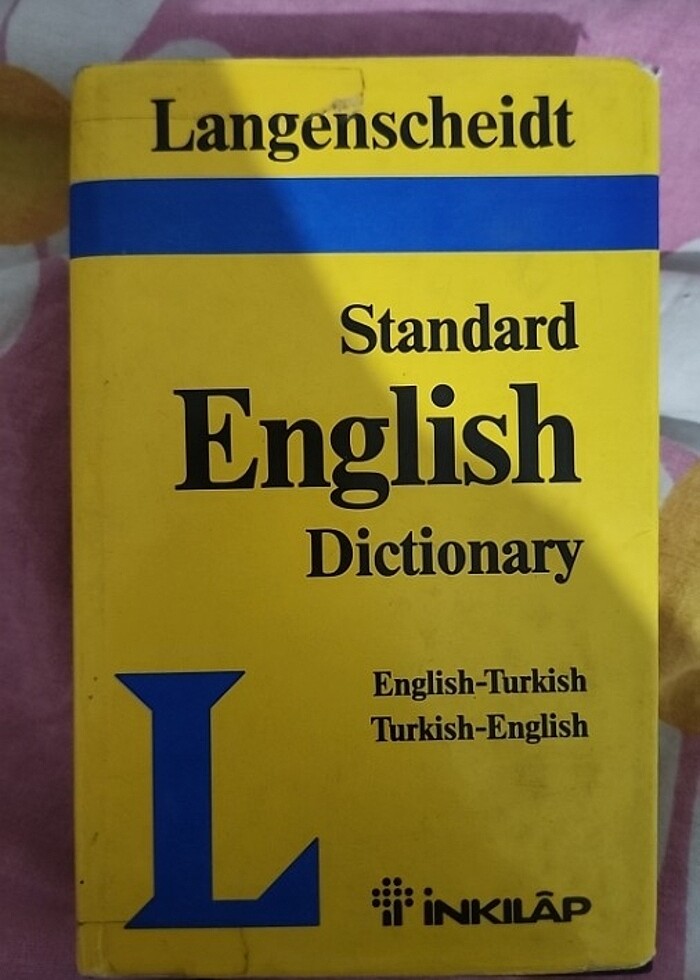 Langenscheidt
Standard
English
Dictionary
English-Turkish
Turkish-English
L
İNKILÂP